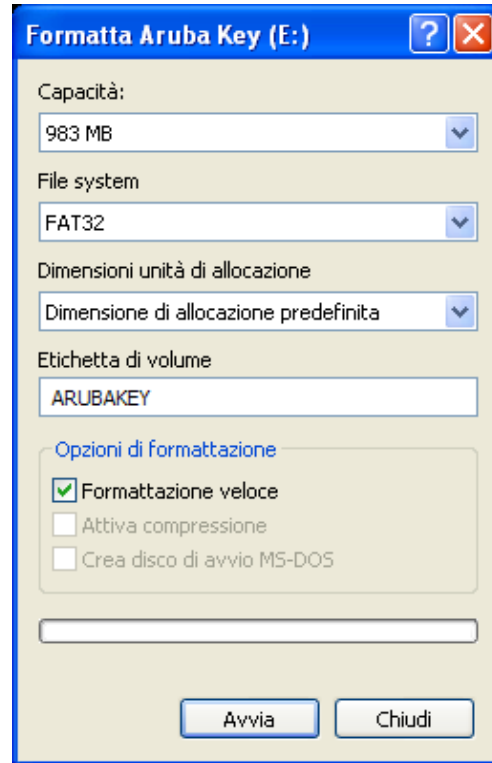 Formatta Aruba Key (E:)
Capacità:
983 MB
File system
FAT32
Dimensioni unità di allocazione
Dimensione di allocazione predefinita
Etichetta di volume
ARUBAKEY
Opzioni di formattazione
Formattazione veloce
Attiva compressione
Crea disco di avvio MS-DOS
Avvia
Chiudi